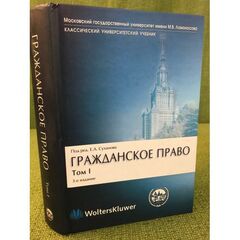 Московский государственный университет имени М.В. Ломоносова
КЛАССИЧЕСКИЙ УНИВЕРСИТЕТСКИЙ УЧЕБНИК
Под ред. Е.А. Суханова
ГРАЖДАНСКОЕ ПРАВО
Том I
3-е издание
WoltersKluwer
ГРАЖДАНСКОЕ ПРАВО
Том I